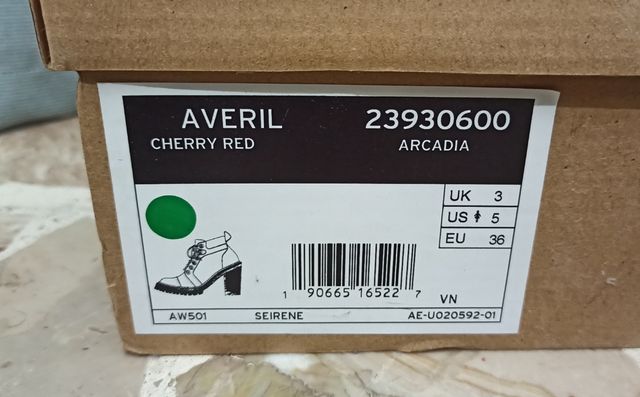 AVERIL 23930600
CHERRY RED ARCADIA
UK 3
US 5
EU 36
1 90665 16522 7
VN
AW501 SEIRENE AE-U020592-01